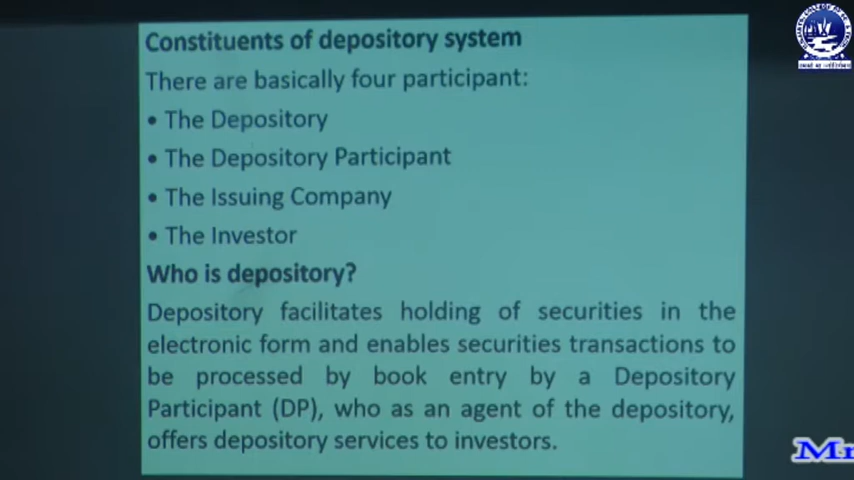 Constituents of depository system
There are basically four participant:
• The Depository
• The Depository Participant
• The Issuing Company
• The Investor
Who is depository?
Depository facilitates holding of securities in the
electronic form and enables securities transactions to
be processed by book entry by a Depository
Participant (DP), who as an agent of the depository,
offers depository services to investors.